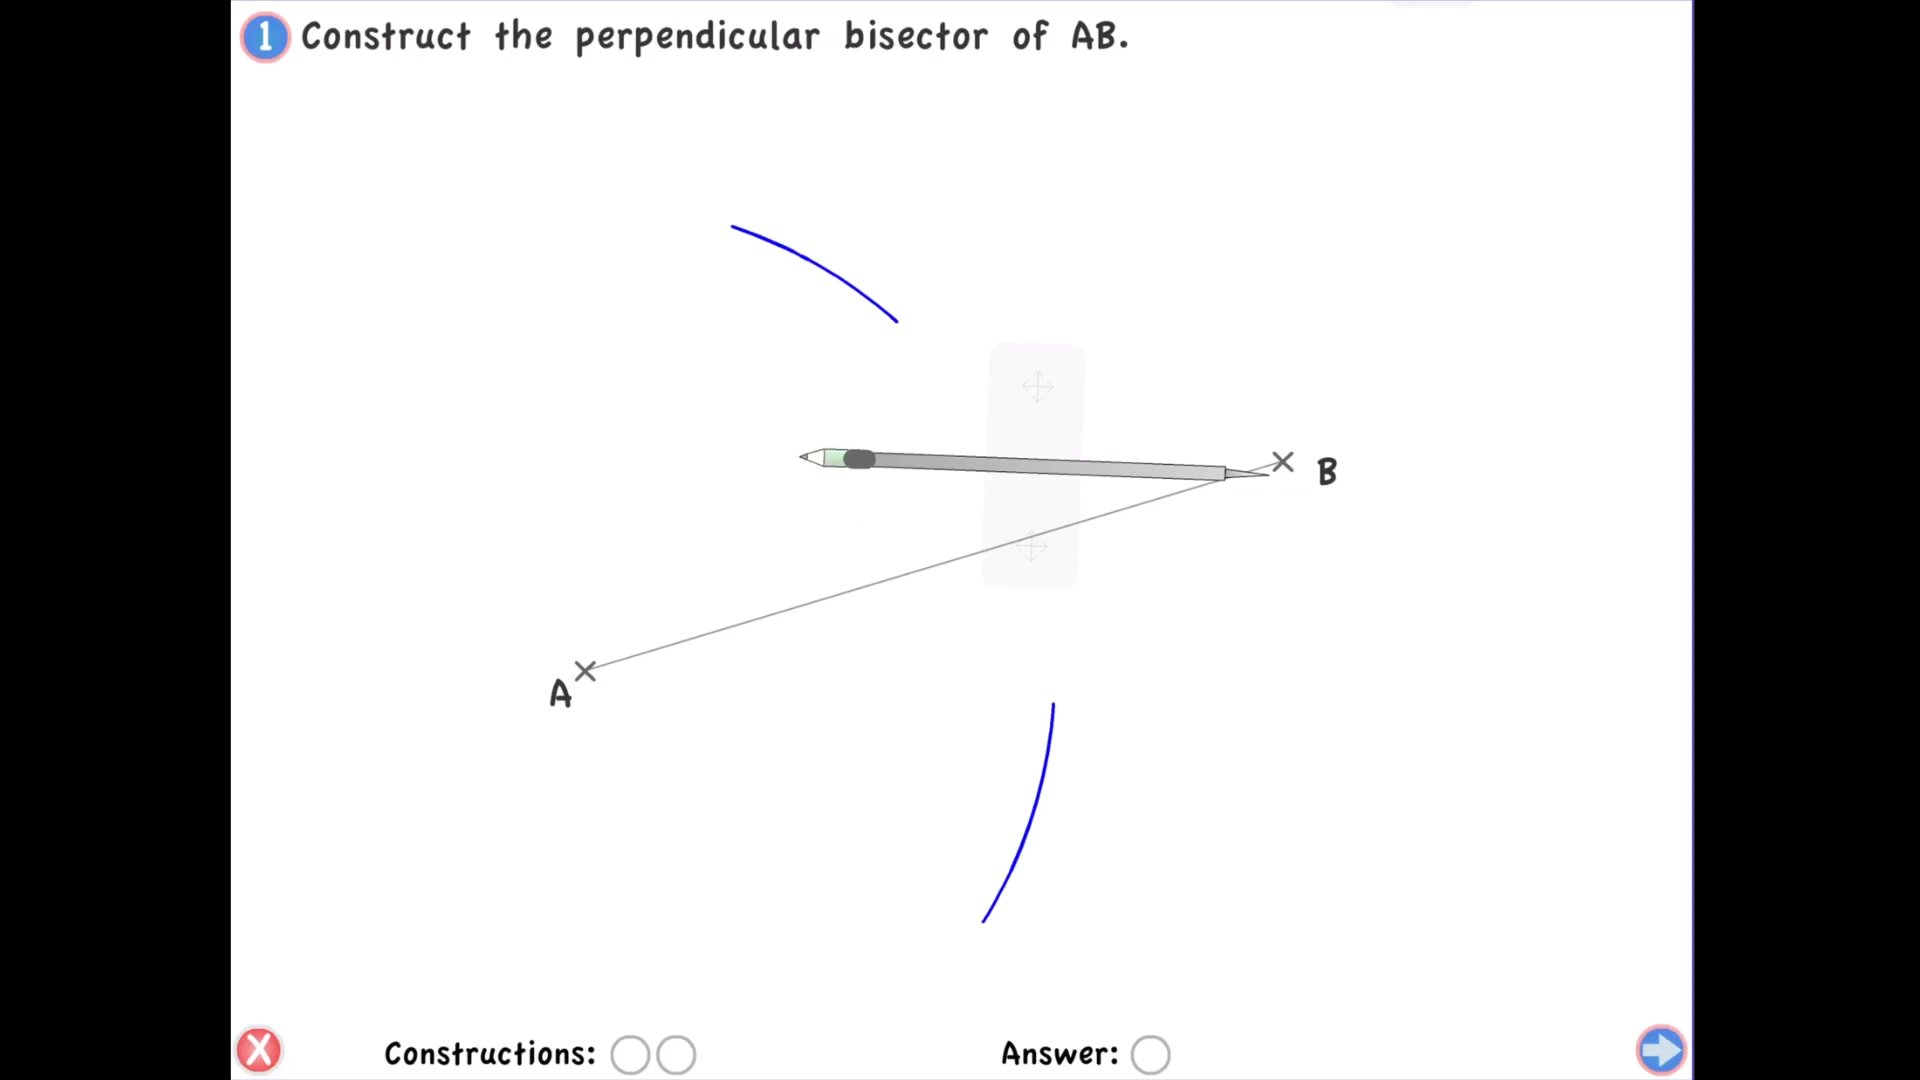 1 Construct the perpendicular bisector of AB.
B
A
X Constructions: Answer: